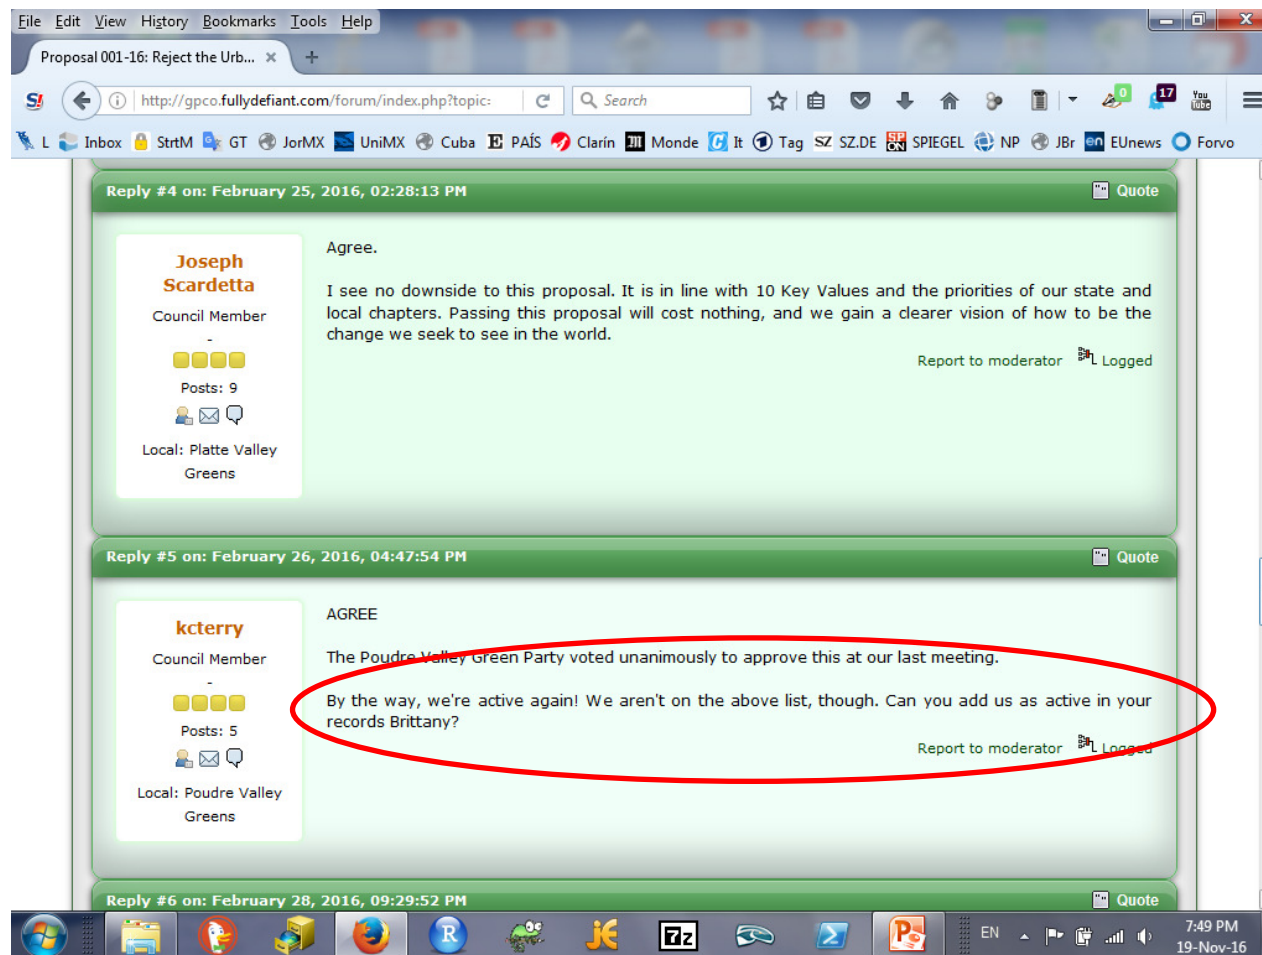 File Edit View History Bookmarks Tools Help
Proposal 001-16: Reject the Urb... × +
S! http://gpco.fullydefiant.com/forum/index.php?topic: Search 0 17 You Tube
L Inbox StrtM GT JorMX UniMX Cuba E PAÍS Clarín M Monde It Tag SZ SZ.DE SP ON SPIEGEL NP JBr en EUnews Forvo
Reply #4 on: February 25, 2016, 02:28:13 PM Quote
Joseph
Scardetta
Council Member
-
Posts: 9
Local: Platte Valley
Greens
Agree.
I see no downside to this proposal. It is in line with 10 Key Values and the priorities of our state and
local chapters. Passing this proposal will cost nothing, and we gain a clearer vision of how to be the
change we seek to see in the world.
Report to moderator Logged
Reply #5 on: February 26, 2016, 04:47:54 PM Quote
kcterry
Council Member
-
Posts: 5
Local: Poudre Valley
Greens
AGREE
The Poudre Valley Green Party voted unanimously to approve this at our last meeting.
By the way, we're active again! We aren't on the above list, though. Can you add us as active in your
records Brittany?
Report to moderator Logged
Reply #6 on: February 28, 2016, 09:29:52 PM Quote
R j€ 7z P EN 7:49 PM
19-Nov-16